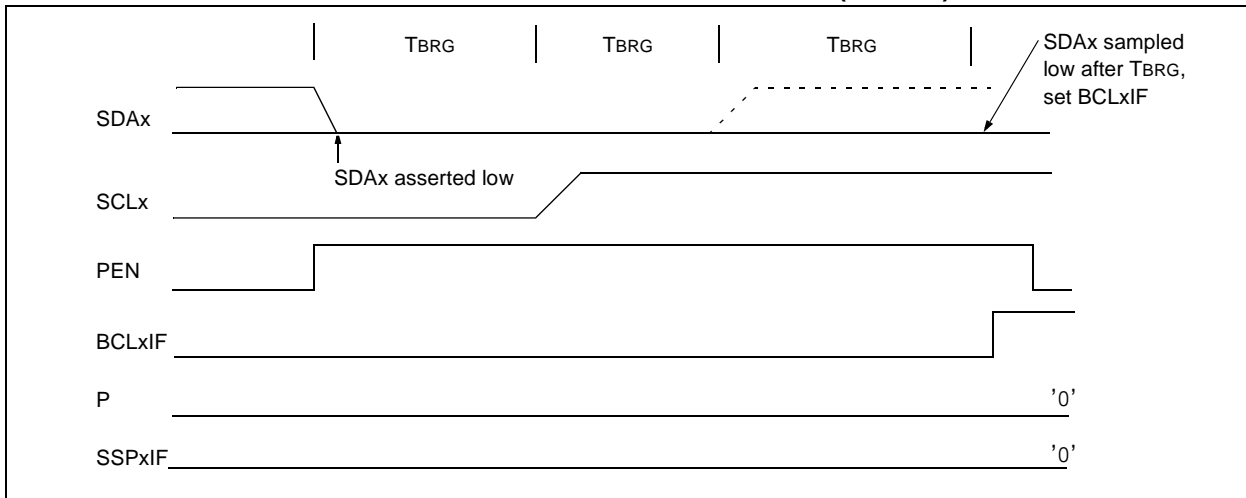 TBRG TBRG TBRG
SDAx sampled
low after TBRG,
set BCLxIF
SDAx
SDAx asserted low
SCLx
PEN
BCLxIF
P '0'
SSPxIF '0'